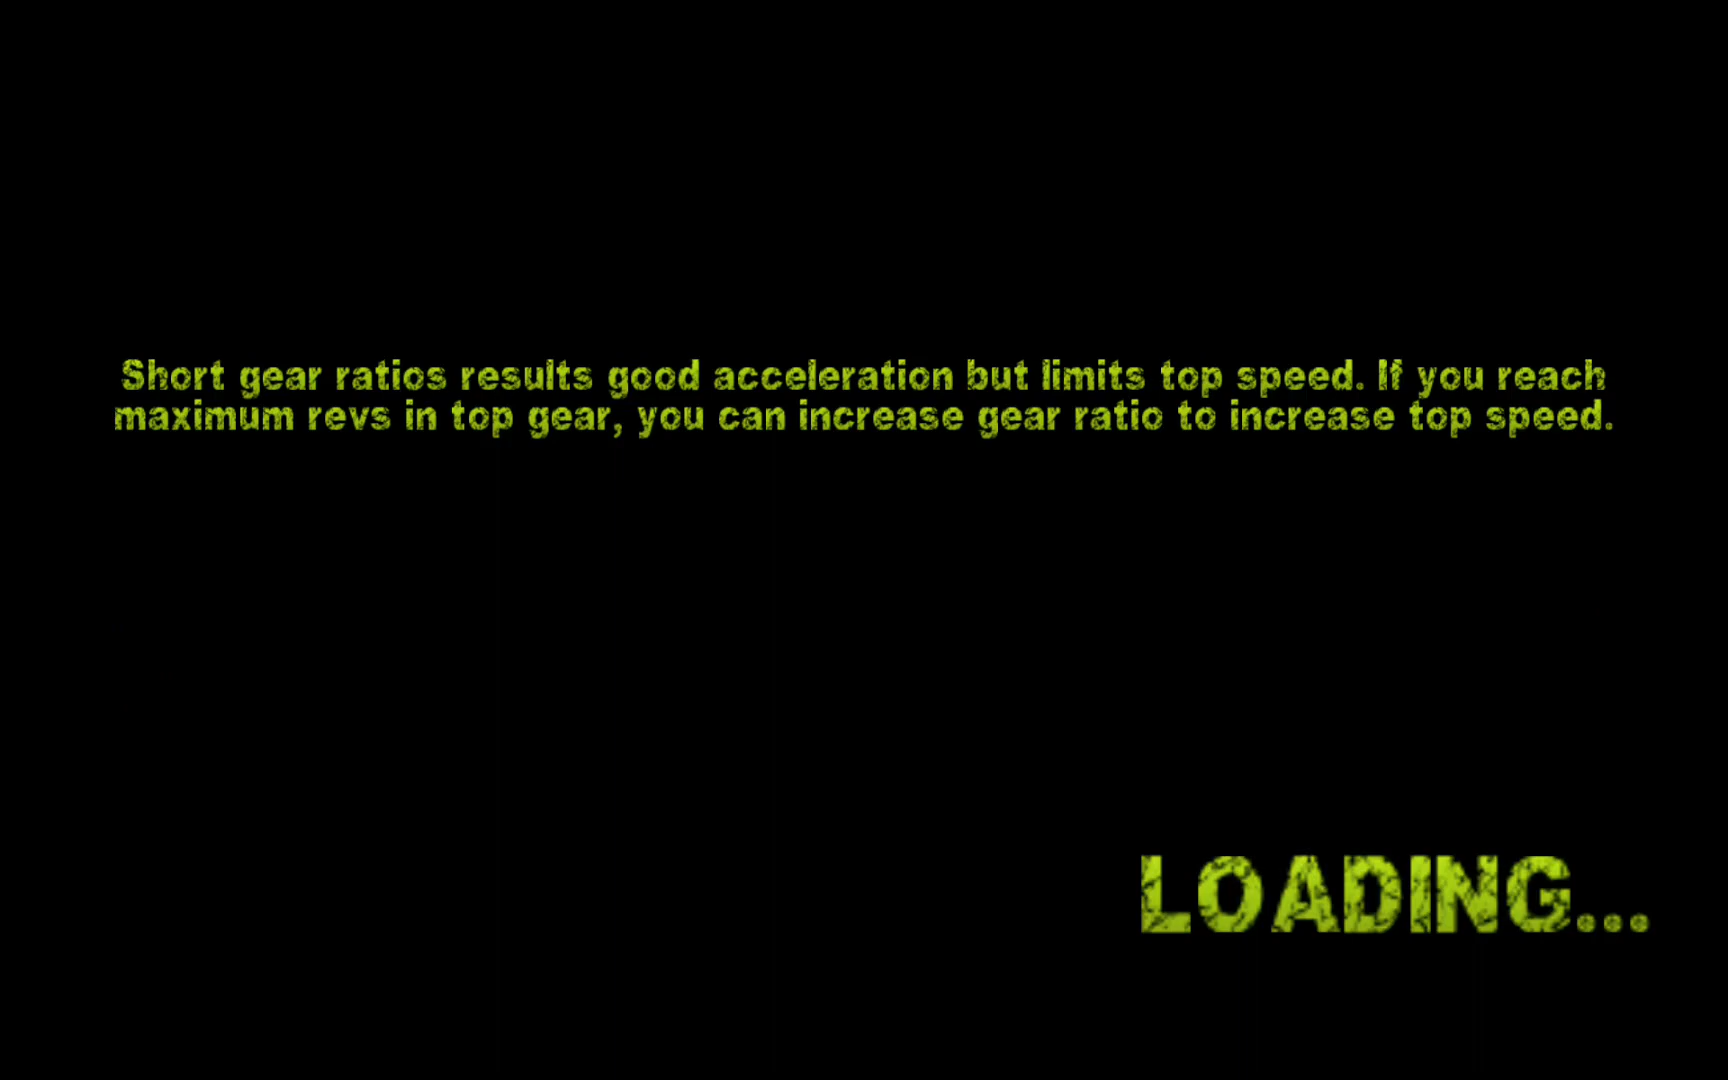 Short gear ratios results good acceleration but limits top speed. If you reach
maximum revs in top gear, you can increase gear ratio to increase top speed.
LOADING...